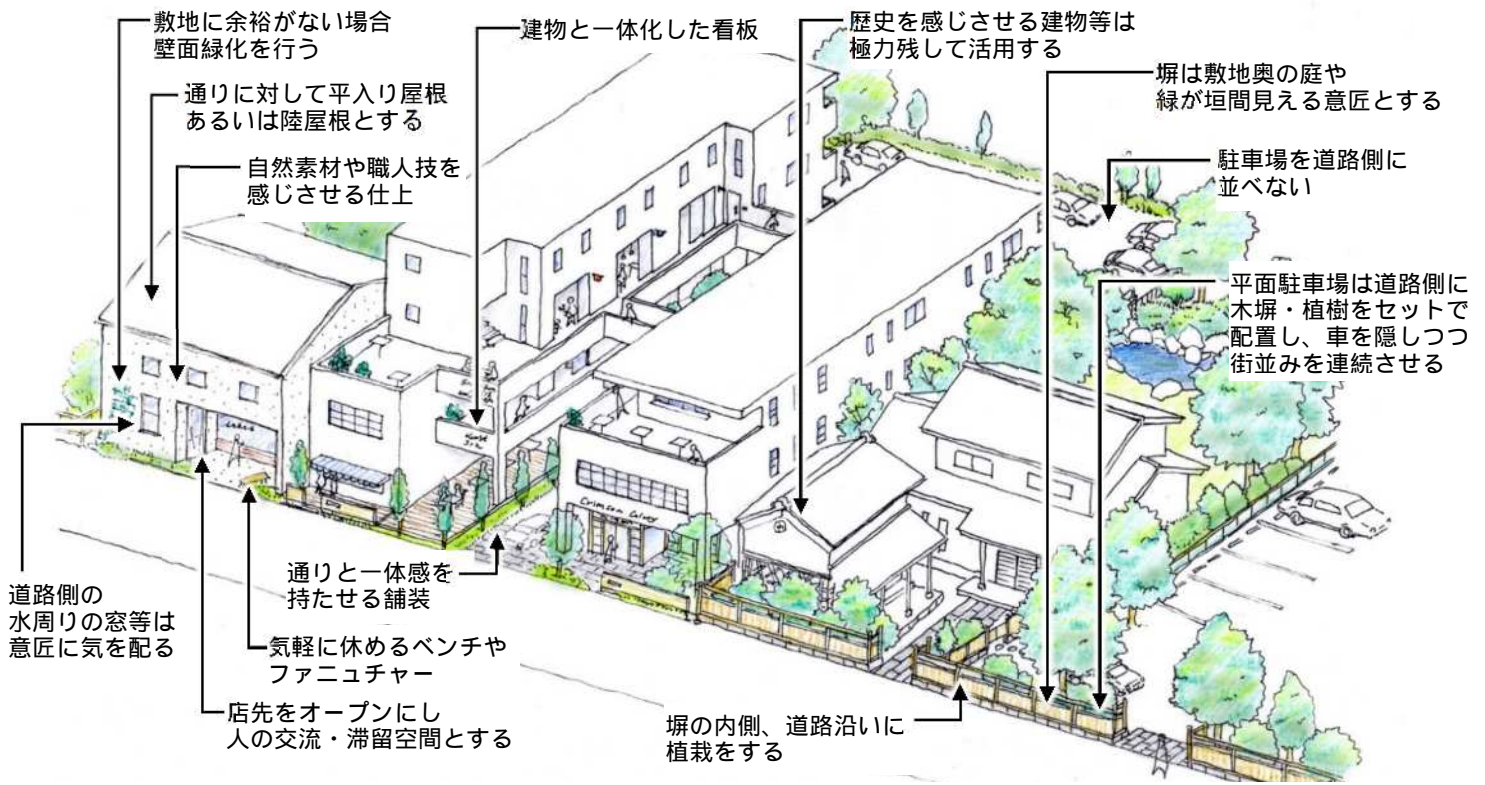 敷地に余裕がない場合
壁面緑化を行う
通りに対して平入り屋根
あるいは陸屋根とする
自然素材や職人技を
感じさせる仕上
建物と一体化した看板
歴史を感じさせる建物等は
極力残して活用する
塀は敷地奥の庭や
緑が垣間見える意匠とする
駐車場を道路側に
並べない
平面駐車場は道路側に
木塀・植樹をセットで
配置し、車を隠しつつ
街並みを連続させる
道路側の
水周りの窓等は
意匠に気を配る
通りと一体感を
持たせる舗装
気軽に休めるベンチや
ファニュチャー
店先をオープンにし
人の交流・滞留空間とする
塀の内側、道路沿いに
植栽をする